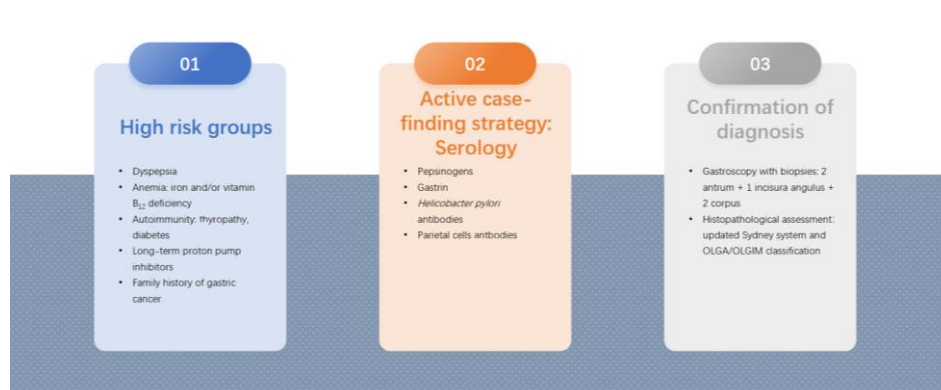 01
High risk groups
• Dyspepsia
• Anemia: iron and/or vitamin
B12 deficiency
• Autoimmunity: thyropathy,
diabetes
• Long-term proton pump
inhibitors
• Family history of gastric
cancer
02
Active case-
finding strategy:
Serology
• Pepsinogens
• Gastrin
• Helicobacter pylori
antibodies
• Parietal cells antbodies
03
Confirmation of
diagnosis
• Gastroscopy with biopsies: 2
antrum + 1 incisura angulus +
2 corpus
• Histopathological assessment:
updated Sydney system and
OLGA/OLGIM classification